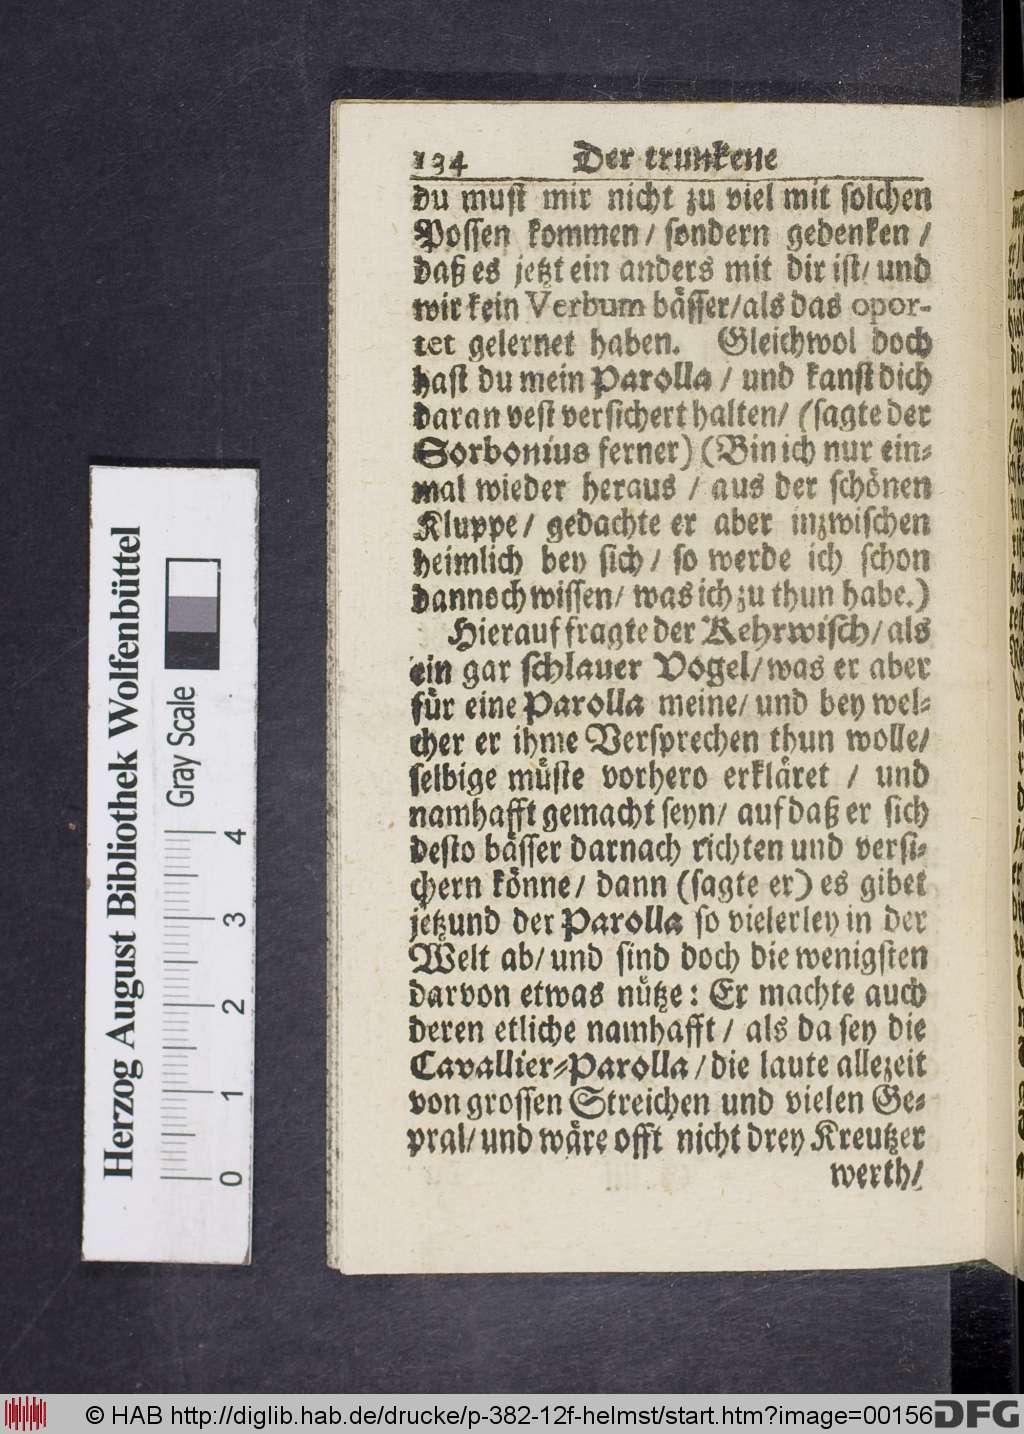 134 Der trunkene
du must mir nicht zu viel mit solchen
Possen kommen / sondern gedenken /
daß es jetzt ein anders mit dir ist / und
wir kein Verbum bässer / als das opor-
tet gelernet haben. Gleichwol doch
hast du mein Parolla / und kanst dich
daran vest versichert halten / (sagte der
Sorbonius ferner) (Bin ich nur ein-
mal wieder heraus / aus der schönen
Kluppe / gedachte er aber inzwischen
heimlich bey sich / so werde ich schon
dannoch wissen / was ich zu thun habe.)
Hierauf fragte der Kehrwisch / als
ein gar schlauer Vogel / was er aber
für eine Parolla meine / und bey wel-
cher er ihme Versprechen thun wolle /
selbige müste vorhero erkläret / und
namhafft gemacht seyn / auf daß er sich
desto bässer darnach richten und versi-
chern könne / dann (sagte er) es gibet
jetzund der Parolla so vielerley in der
Welt ab / und sind doch die wenigsten
darvon etwas nütze: Er machte auch
deren etliche namhafft / als da sey die
Cavallier-Parolla / die laute allezeit
von grossen Streichen und vielen Ge-
pral / und wäre offt nicht drey Kreutzer
werth /
Herzog August Bibliothek Wolfenbüttel
Gray Scale
0 1 2 3 4
© HAB http://diglib.hab.de/drucke/p-382-12f-helmst/start.htm?image=00156
DFG